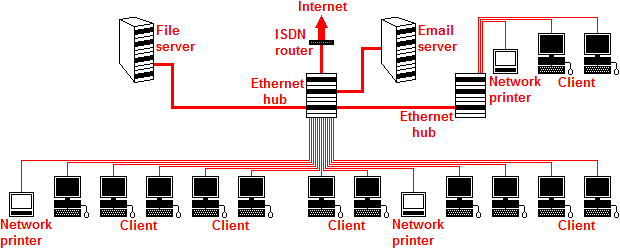 Internet
File
server
ISDN
router
Email
server
Ethernet
hub
Network
printer
Client
Ethernet
hub
Network
printer
Client
Client
Client
Network
printer
Client